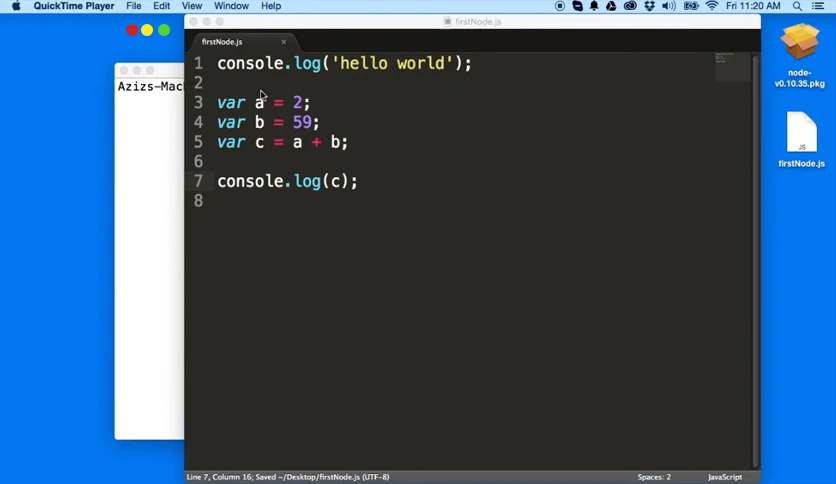 QuickTime Player File Edit View Window Help Fri 11:20 AM
firstNode.js
firstNode.js
1 console.log('hello world');
2
3 var a = 2;
4 var b = 59;
5 var c = a + b;
6
7 console.log(c);
8
Azizs-Mac
node-
v0.10.35.pkg
JS
firstNode.js
Line 7, Column 16; Saved ~/Desktop/firstNode.js (UTF-8) Spaces: 2 JavaScript